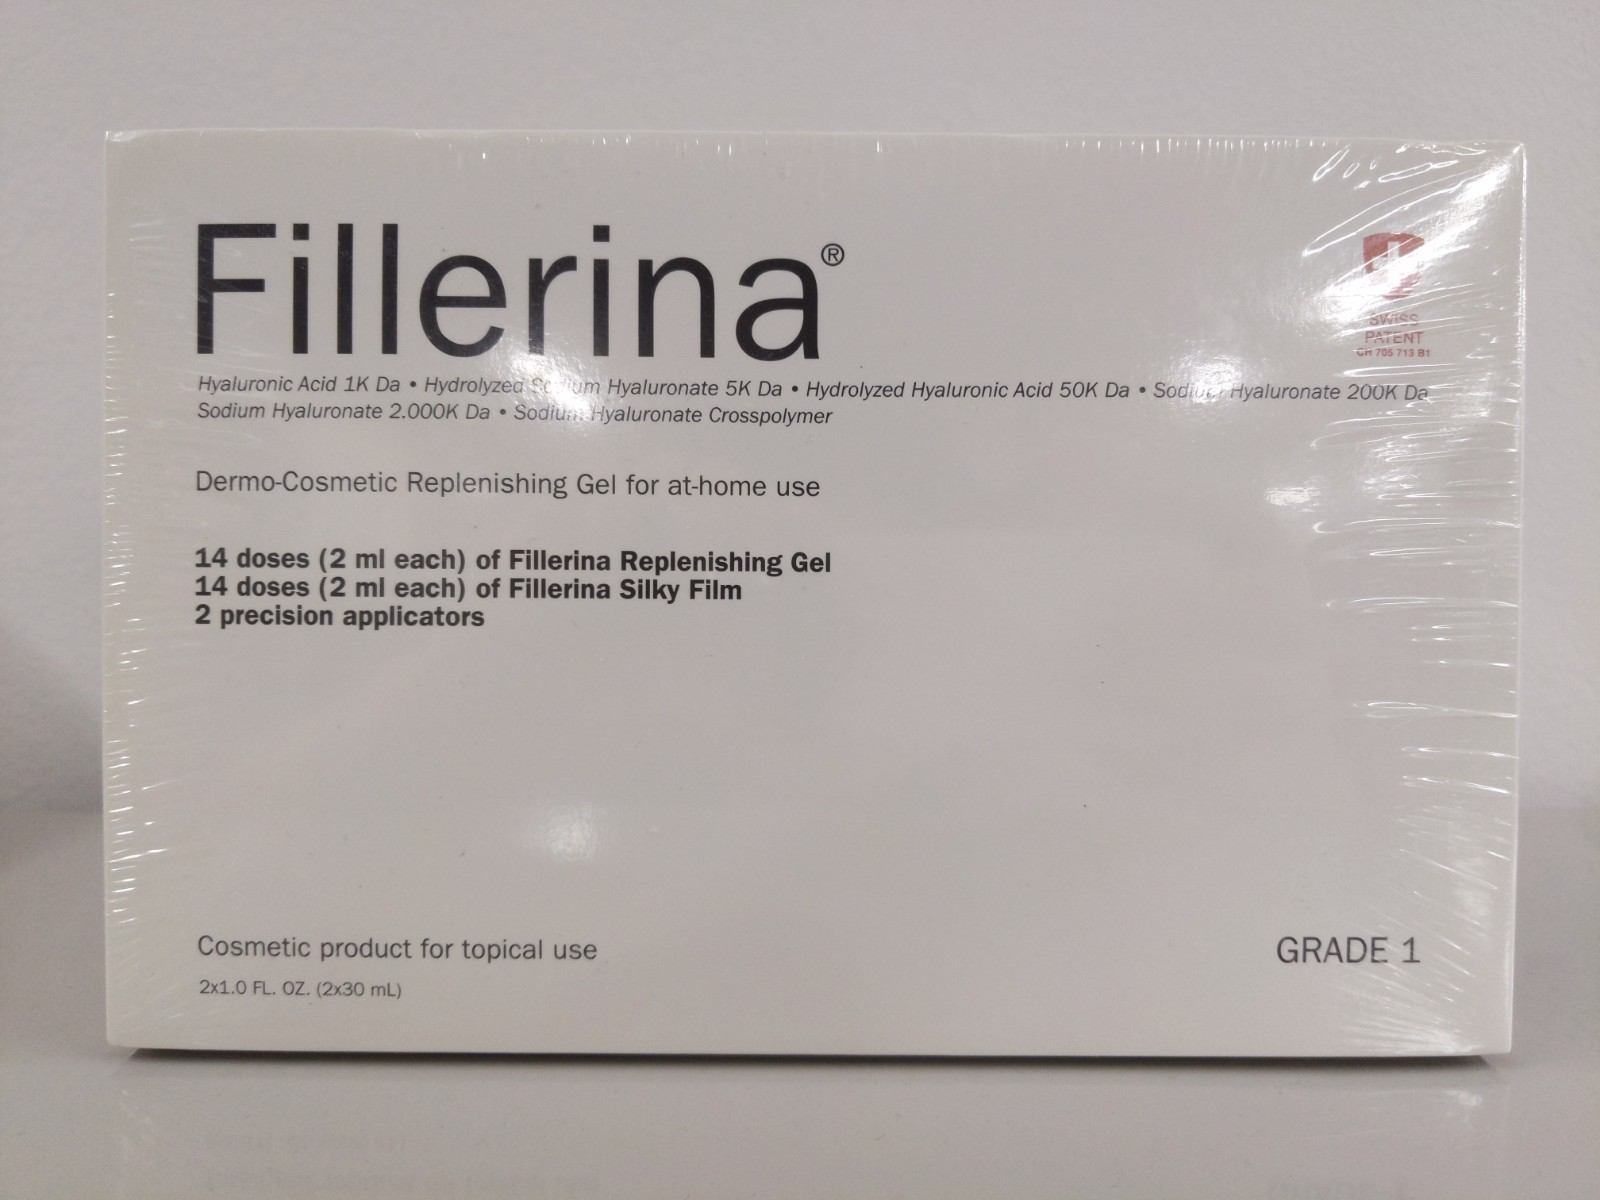 Fillerina®
SWISS
PATENT
CH 705 713 B1
Hyaluronic Acid 1K Da • Hydrolyzed Sodium Hyaluronate 5K Da • Hydrolyzed Hyaluronic Acid 50K Da • Sodium Hyaluronate 200K Da
Sodium Hyaluronate 2.000K Da • Sodium Hyaluronate Crosspolymer
Dermo-Cosmetic Replenishing Gel for at-home use
14 doses (2 ml each) of Fillerina Replenishing Gel
14 doses (2 ml each) of Fillerina Silky Film
2 precision applicators
Cosmetic product for topical use
GRADE 1
2x1.0 FL. OZ. (2x30 mL)